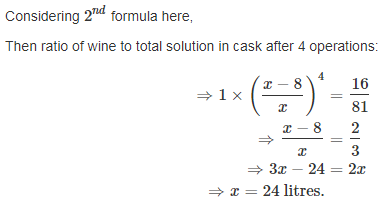 Considering 2nd formula here,
Then ratio of wine to total solution in cask after 4 operations:
⇒ 1 × ((x − 8)/x)^4 = 16/81
⇒ (x − 8)/x = 2/3
⇒ 3x − 24 = 2x
⇒ x = 24 litres.